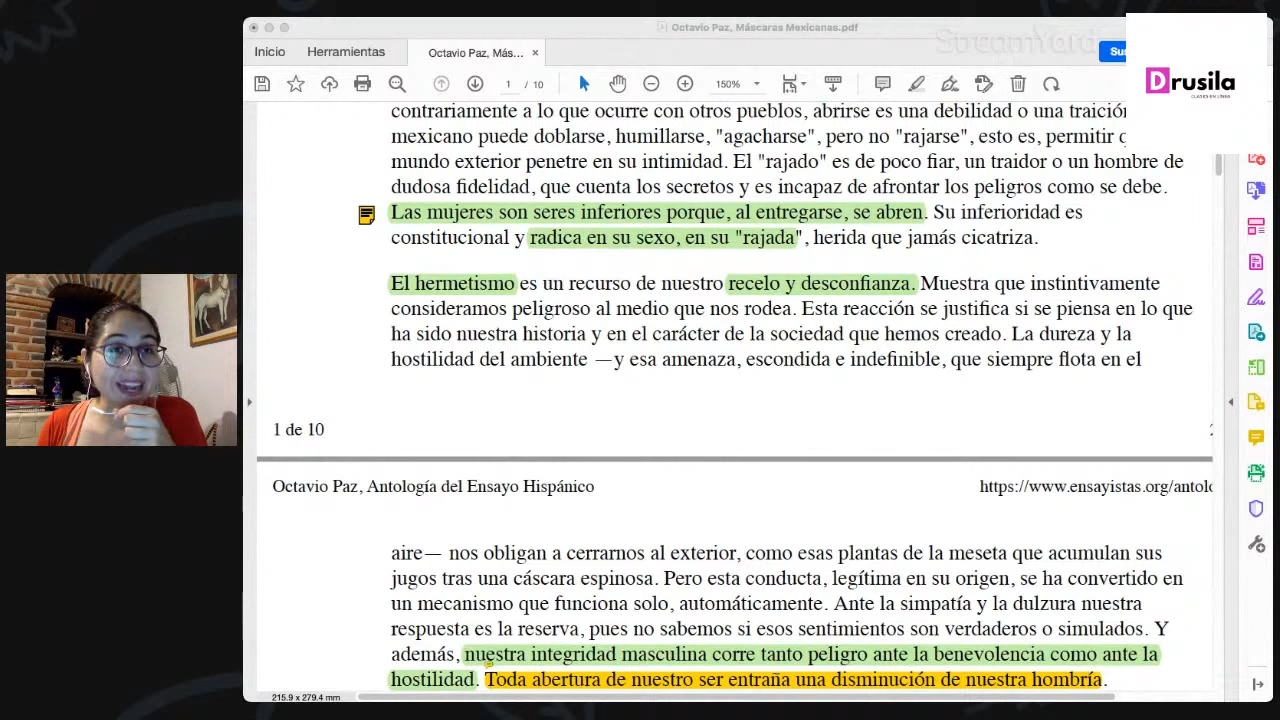 Octavio Paz, Máscaras Mexicanas.pdf
StreamYard
Inicio Herramientas Octavio Paz, Más... ×
Drusila
CLASES EN LÍNEA
1 / 10 150%
contrariamente a lo que ocurre con otros pueblos, abrirse es una debilidad o una traición
mexicano puede doblarse, humillarse, "agacharse", pero no "rajarse", esto es, permitir
mundo exterior penetre en su intimidad. El "rajado" es de poco fiar, un traidor o un hombre de
dudosa fidelidad, que cuenta los secretos y es incapaz de afrontar los peligros como se debe.
Las mujeres son seres inferiores porque, al entregarse, se abren. Su inferioridad es
constitucional y radica en su sexo, en su "rajada", herida que jamás cicatriza.
El hermetismo es un recurso de nuestro recelo y desconfianza. Muestra que instintivamente
consideramos peligroso al medio que nos rodea. Esta reacción se justifica si se piensa en lo que
ha sido nuestra historia y en el carácter de la sociedad que hemos creado. La dureza y la
hostilidad del ambiente —y esa amenaza, escondida e indefinible, que siempre flota en el
1 de 10
Octavio Paz, Antología del Ensayo Hispánico https://www.ensayistas.org/antolo
aire— nos obligan a cerrarnos al exterior, como esas plantas de la meseta que acumulan sus
jugos tras una cáscara espinosa. Pero esta conducta, legítima en su origen, se ha convertido en
un mecanismo que funciona solo, automáticamente. Ante la simpatía y la dulzura nuestra
respuesta es la reserva, pues no sabemos si esos sentimientos son verdaderos o simulados. Y
además, nuestra integridad masculina corre tanto peligro ante la benevolencia como ante la
hostilidad. Toda abertura de nuestro ser entraña una disminución de nuestra hombría.
215.9 x 279.4 mm